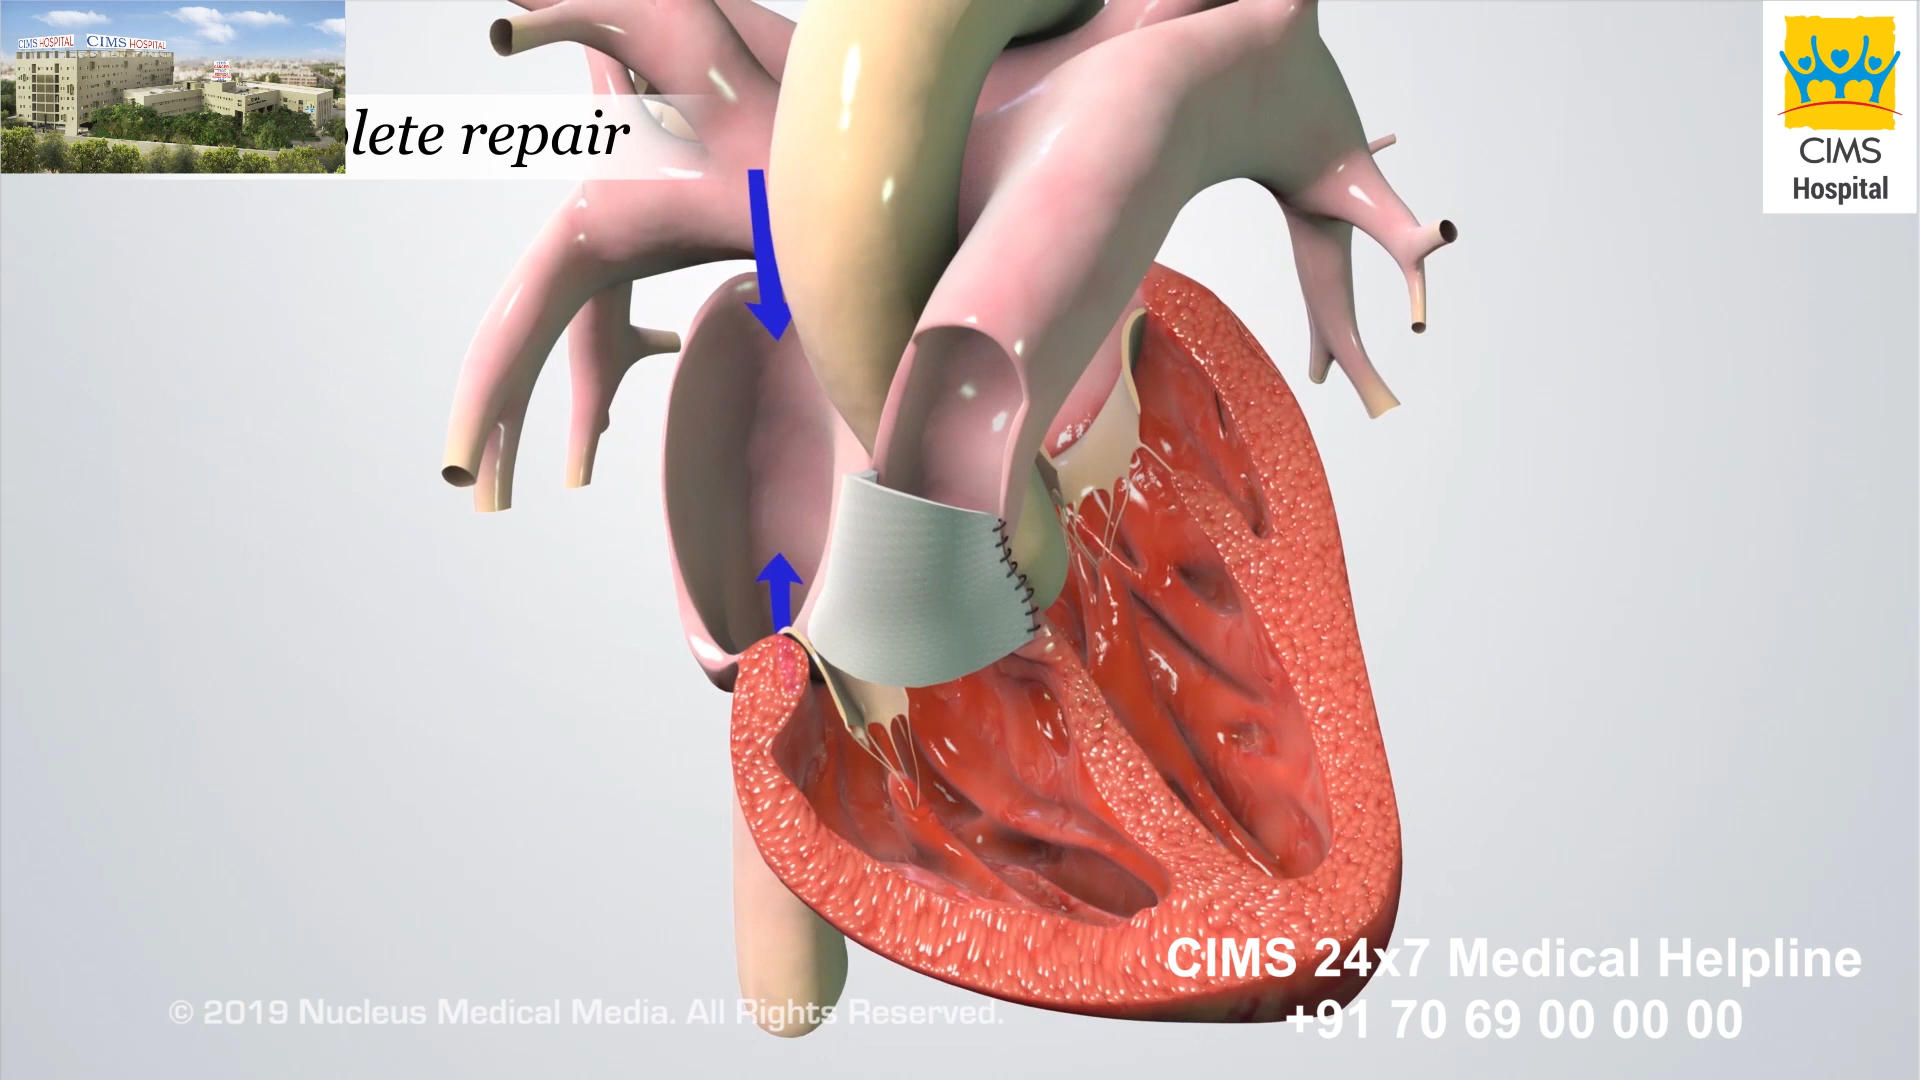 CIMS HOSPITAL CIMS HOSPITAL
plete repair
CIMS
Hospital
CIMS 24x7 Medical Helpline
+91 70 69 00 00 00
© 2019 Nucleus Medical Media. All Rights Reserved.